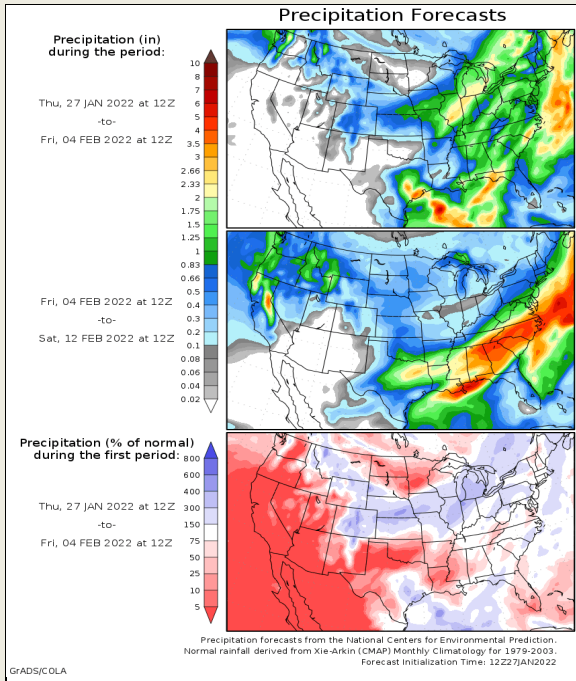 Precipitation Forecasts
Precipitation (in)
during the period:
Thu, 27 JAN 2022 at 12Z
-to-
Fri, 04 FEB 2022 at 12Z
10
8
7
6
5
4
3.5
3
2.66
2.33
2
1.75
1.5
1.25
1
0.83
0.66
0.5
0.4
0.3
0.2
0.1
0.08
0.06
0.04
0.02
Fri, 04 FEB 2022 at 12Z
-to-
Sat, 12 FEB 2022 at 12Z
Precipitation (% of normal)
during the first period:
Thu, 27 JAN 2022 at 12Z
-to-
Fri, 04 FEB 2022 at 12Z
800
600
400
300
150
75
50
25
10
5
Precipitation forecasts from the National Centers for Environmental Prediction.
Normal rainfall derived from Xie-Arkin (CMAP) Monthly Climatology for 1979-2003.
Forecast Initialization Time: 12Z27JAN2022
GrADS/COLA